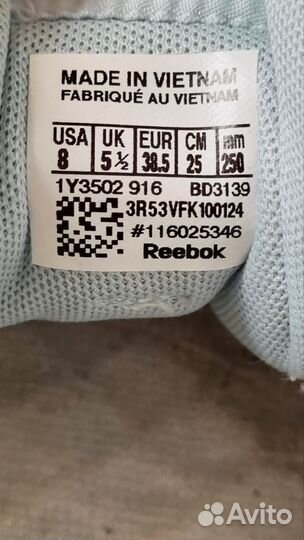 MADE IN VIETNAM
FABRIQUÉ AU VIETNAM
USA UK EUR CM mm
8 5 ½ 38.5 25 250
1Y3502 916 BD3139
3R53VFK100124
#116025346
Reebok
Avito